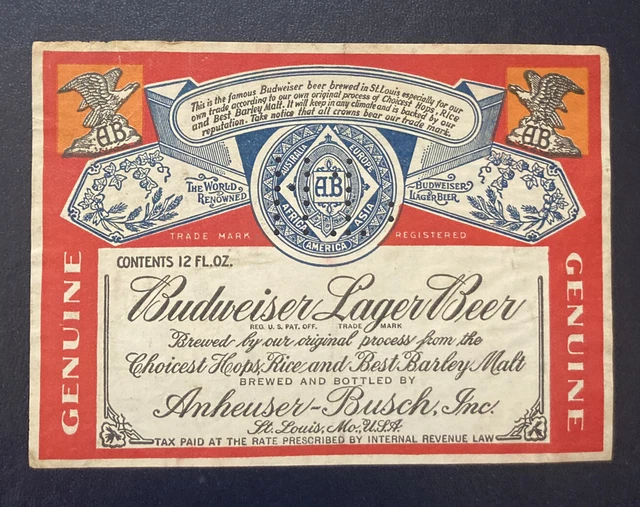 This is the famous Budweiser beer brewed in St. Louis especially for our
own trade according to our own original process of Choicest Hops, Rice
and Best Barley Malt. It will keep in any climate and is backed by our
reputation. Take notice that all crowns bear our trade mark.
AB
AB
THE WORLD
RENOWNED
AUSTRALIA
EUROPE
AB
AFRICA
ASIA
AMERICA
BUDWEISER
LAGER BEER
TRADE MARK
REGISTERED
GENUINE
GENUINE
CONTENTS 12 FL.OZ.
Budweiser Lager Beer
REG. U.S. PAT. OFF. TRADE MARK
Brewed by our original process from the
Choicest Hops, Rice and Best Barley Malt
BREWED AND BOTTLED BY
Anheuser-Busch, Inc.
St. Louis, Mo., U.S.A.
TAX PAID AT THE RATE PRESCRIBED BY INTERNAL REVENUE LAW